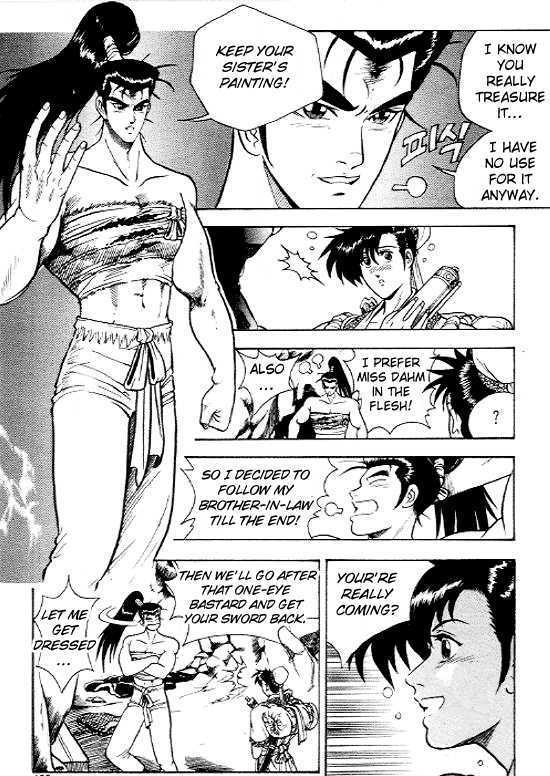 KEEP YOUR
SISTER'S
PAINTING!
I KNOW
YOU
REALLY
TREASURE
IT...
I HAVE
NO USE
FOR IT
ANYWAY.
피식
ALSO
...
I PREFER
MISS DAHM
IN THE
FLESH!
?
SO I DECIDED TO
FOLLOW MY
BROTHER-IN-LAW
TILL THE END!
LET ME
GET
DRESSED
...
THEN WE'LL GO AFTER
THAT ONE-EYE
BASTARD AND GET
YOUR SWORD BACK.
YOUR'E
REALLY
COMING?